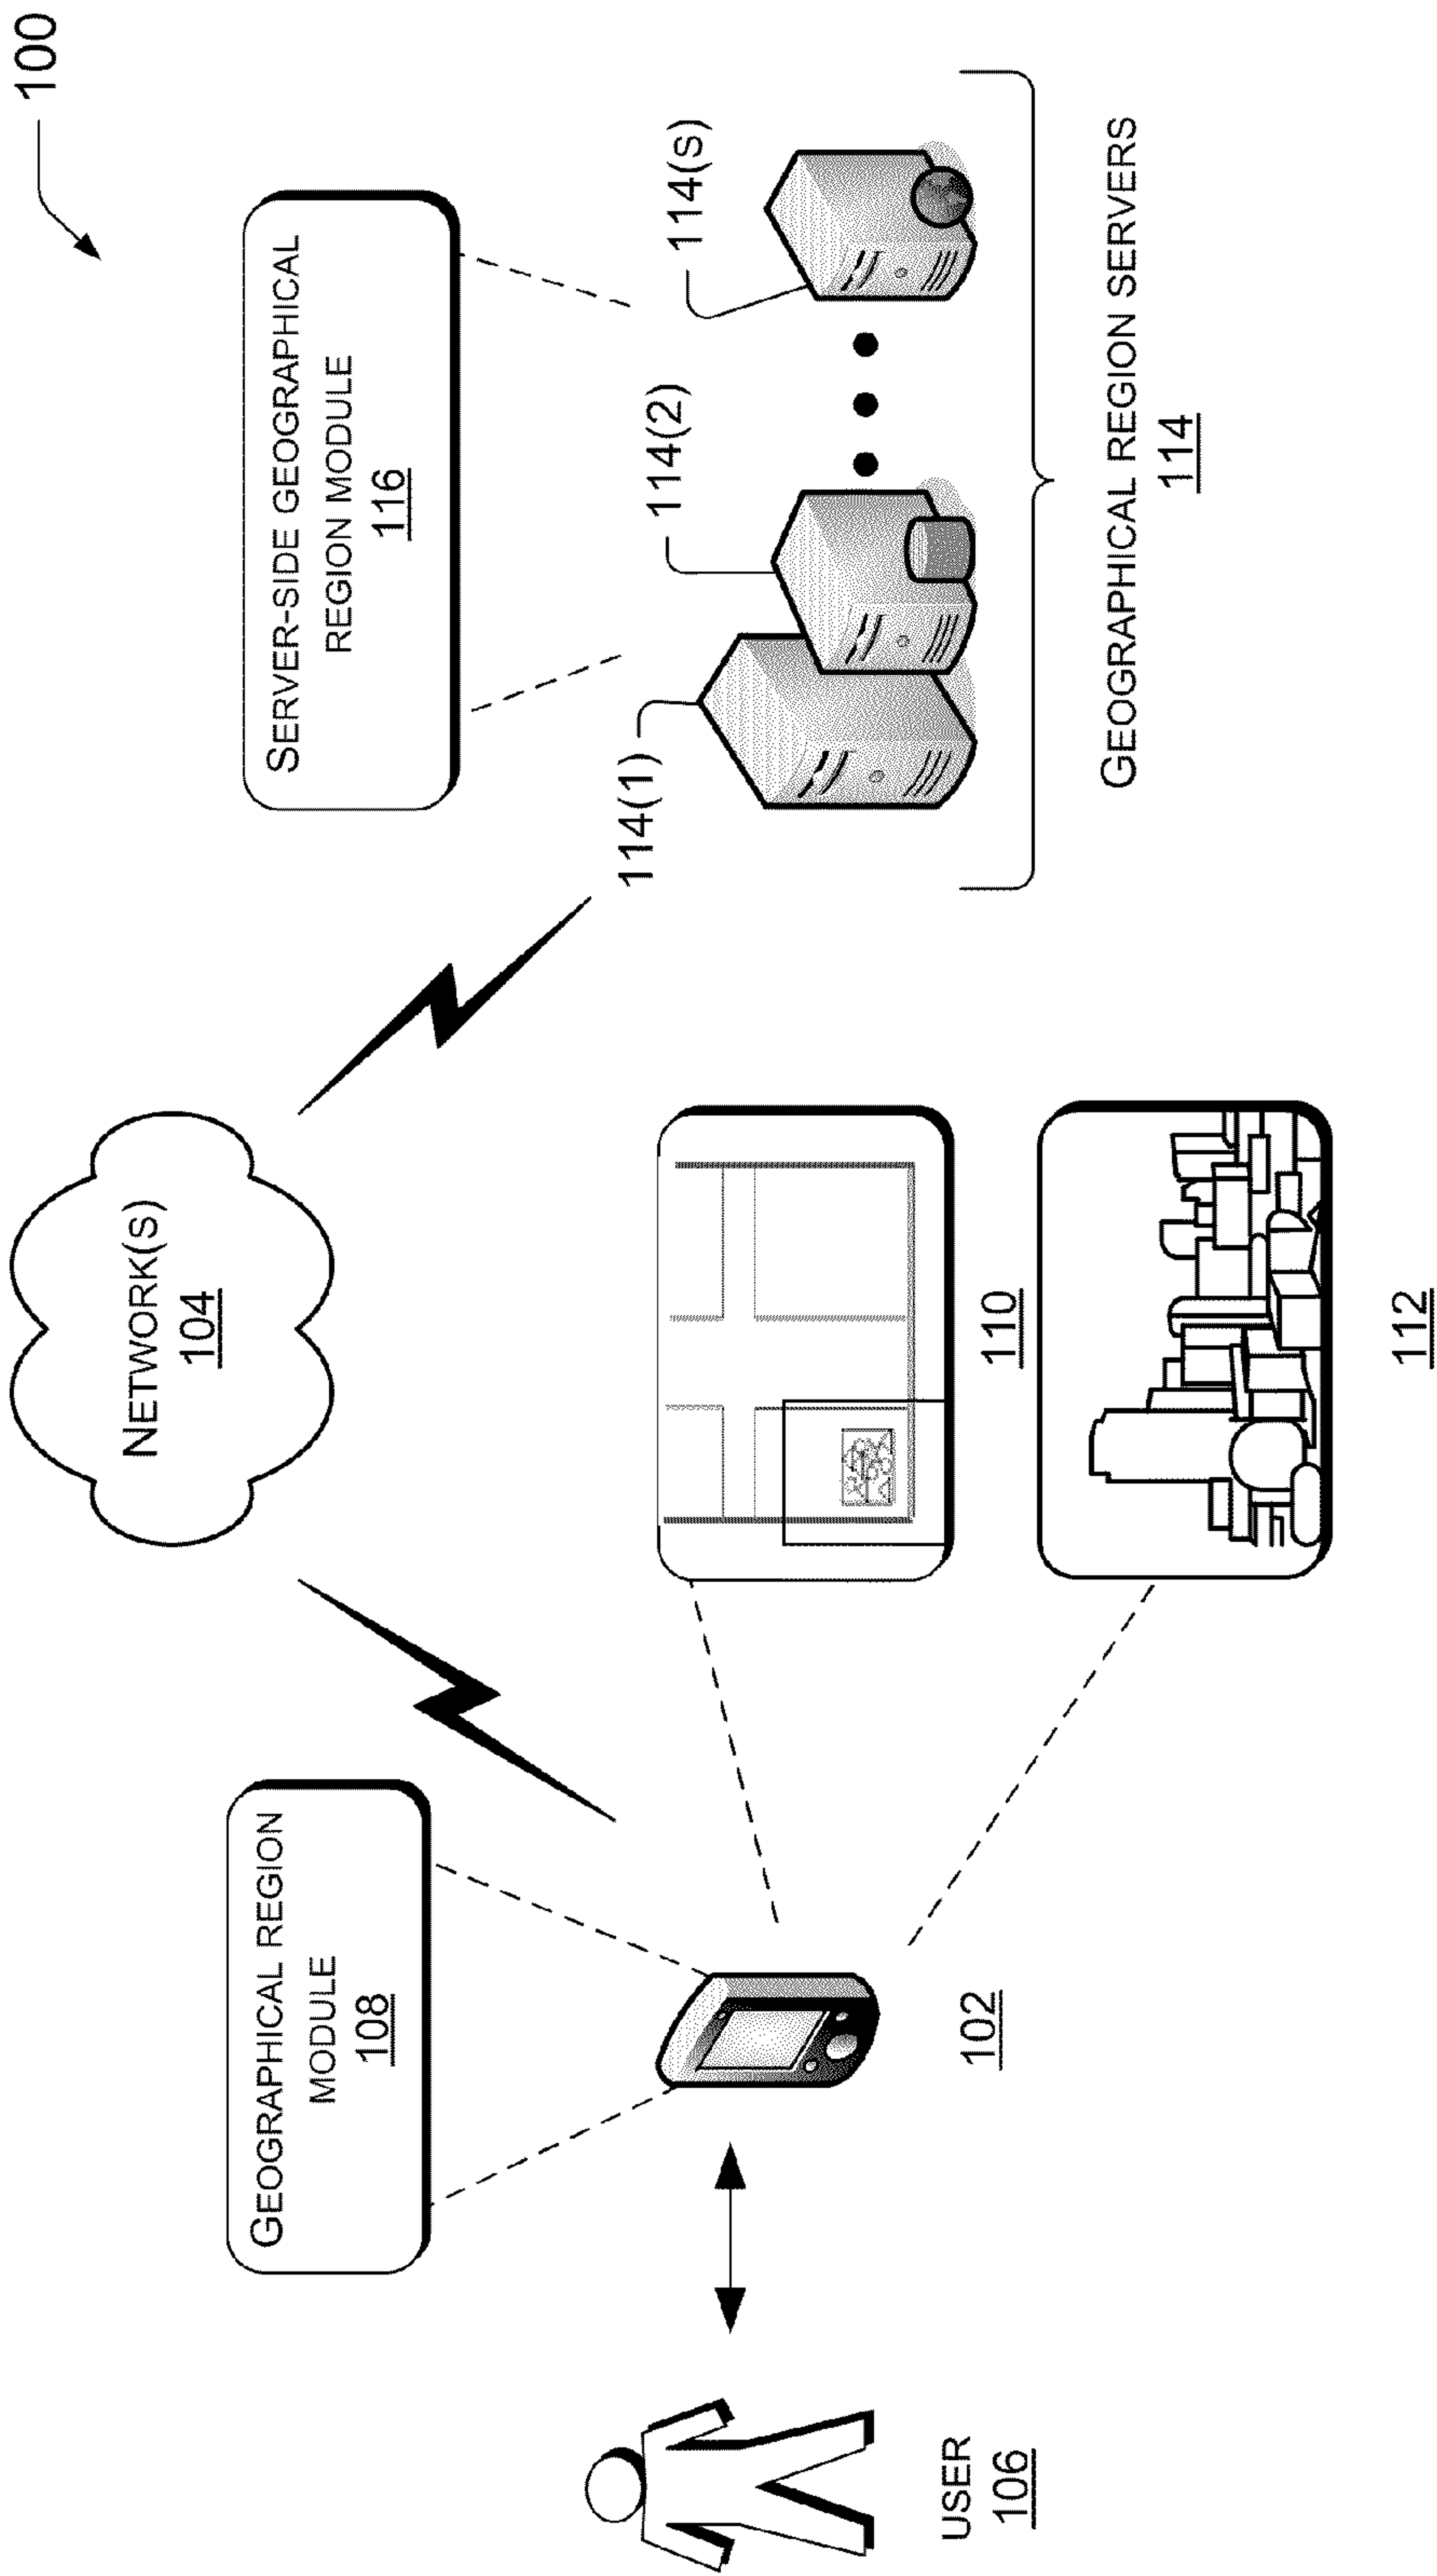 100
NETWORK(S)
104
GEOGRAPHICAL REGION
MODULE
108
SERVER-SIDE GEOGRAPHICAL
REGION MODULE
116
114(1)
114(2)
114(S)
USER
106
102
110
112
GEOGRAPHICAL REGION SERVERS
114